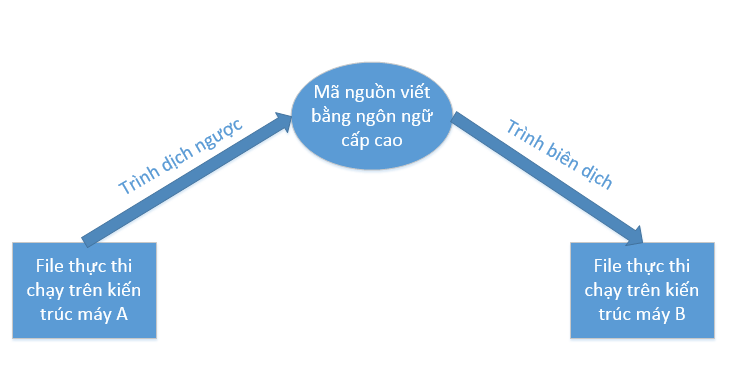 Mã nguồn viết
bằng ngôn ngữ
cấp cao
Trình dịch ngược
Trình biên dịch
File thực thi
chạy trên kiến
trúc máy A
File thực thi
chạy trên kiến
trúc máy B